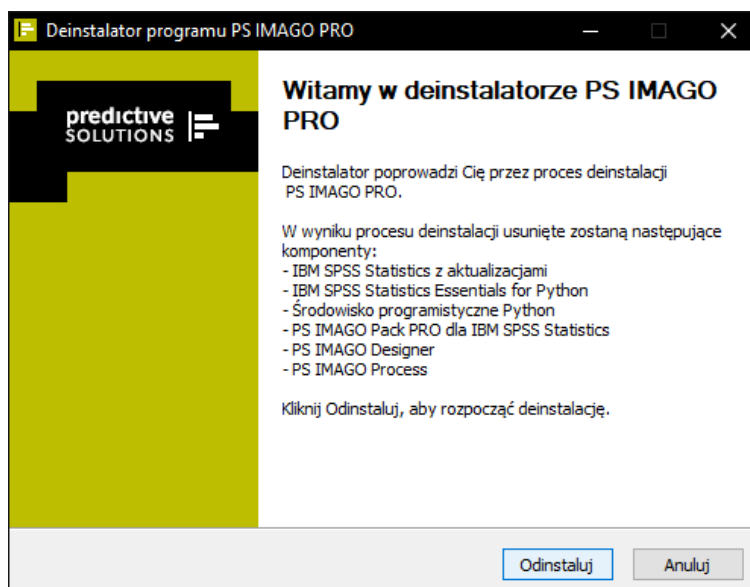 Deinstalator programu PS IMAGO PRO
predictive
SOLUTIONS
Witamy w deinstalatorze PS IMAGO
PRO
Deinstalator poprowadzi Cię przez proces deinstalacji
PS IMAGO PRO.
W wyniku procesu deinstalacji usunięte zostaną następujące
komponenty:
- IBM SPSS Statistics z aktualizacjami
- IBM SPSS Statistics Essentials for Python
- Środowisko programistyczne Python
- PS IMAGO Pack PRO dla IBM SPSS Statistics
- PS IMAGO Designer
- PS IMAGO Process
Kliknij Odinstaluj, aby rozpocząć deinstalację.
Odinstaluj
Anuluj